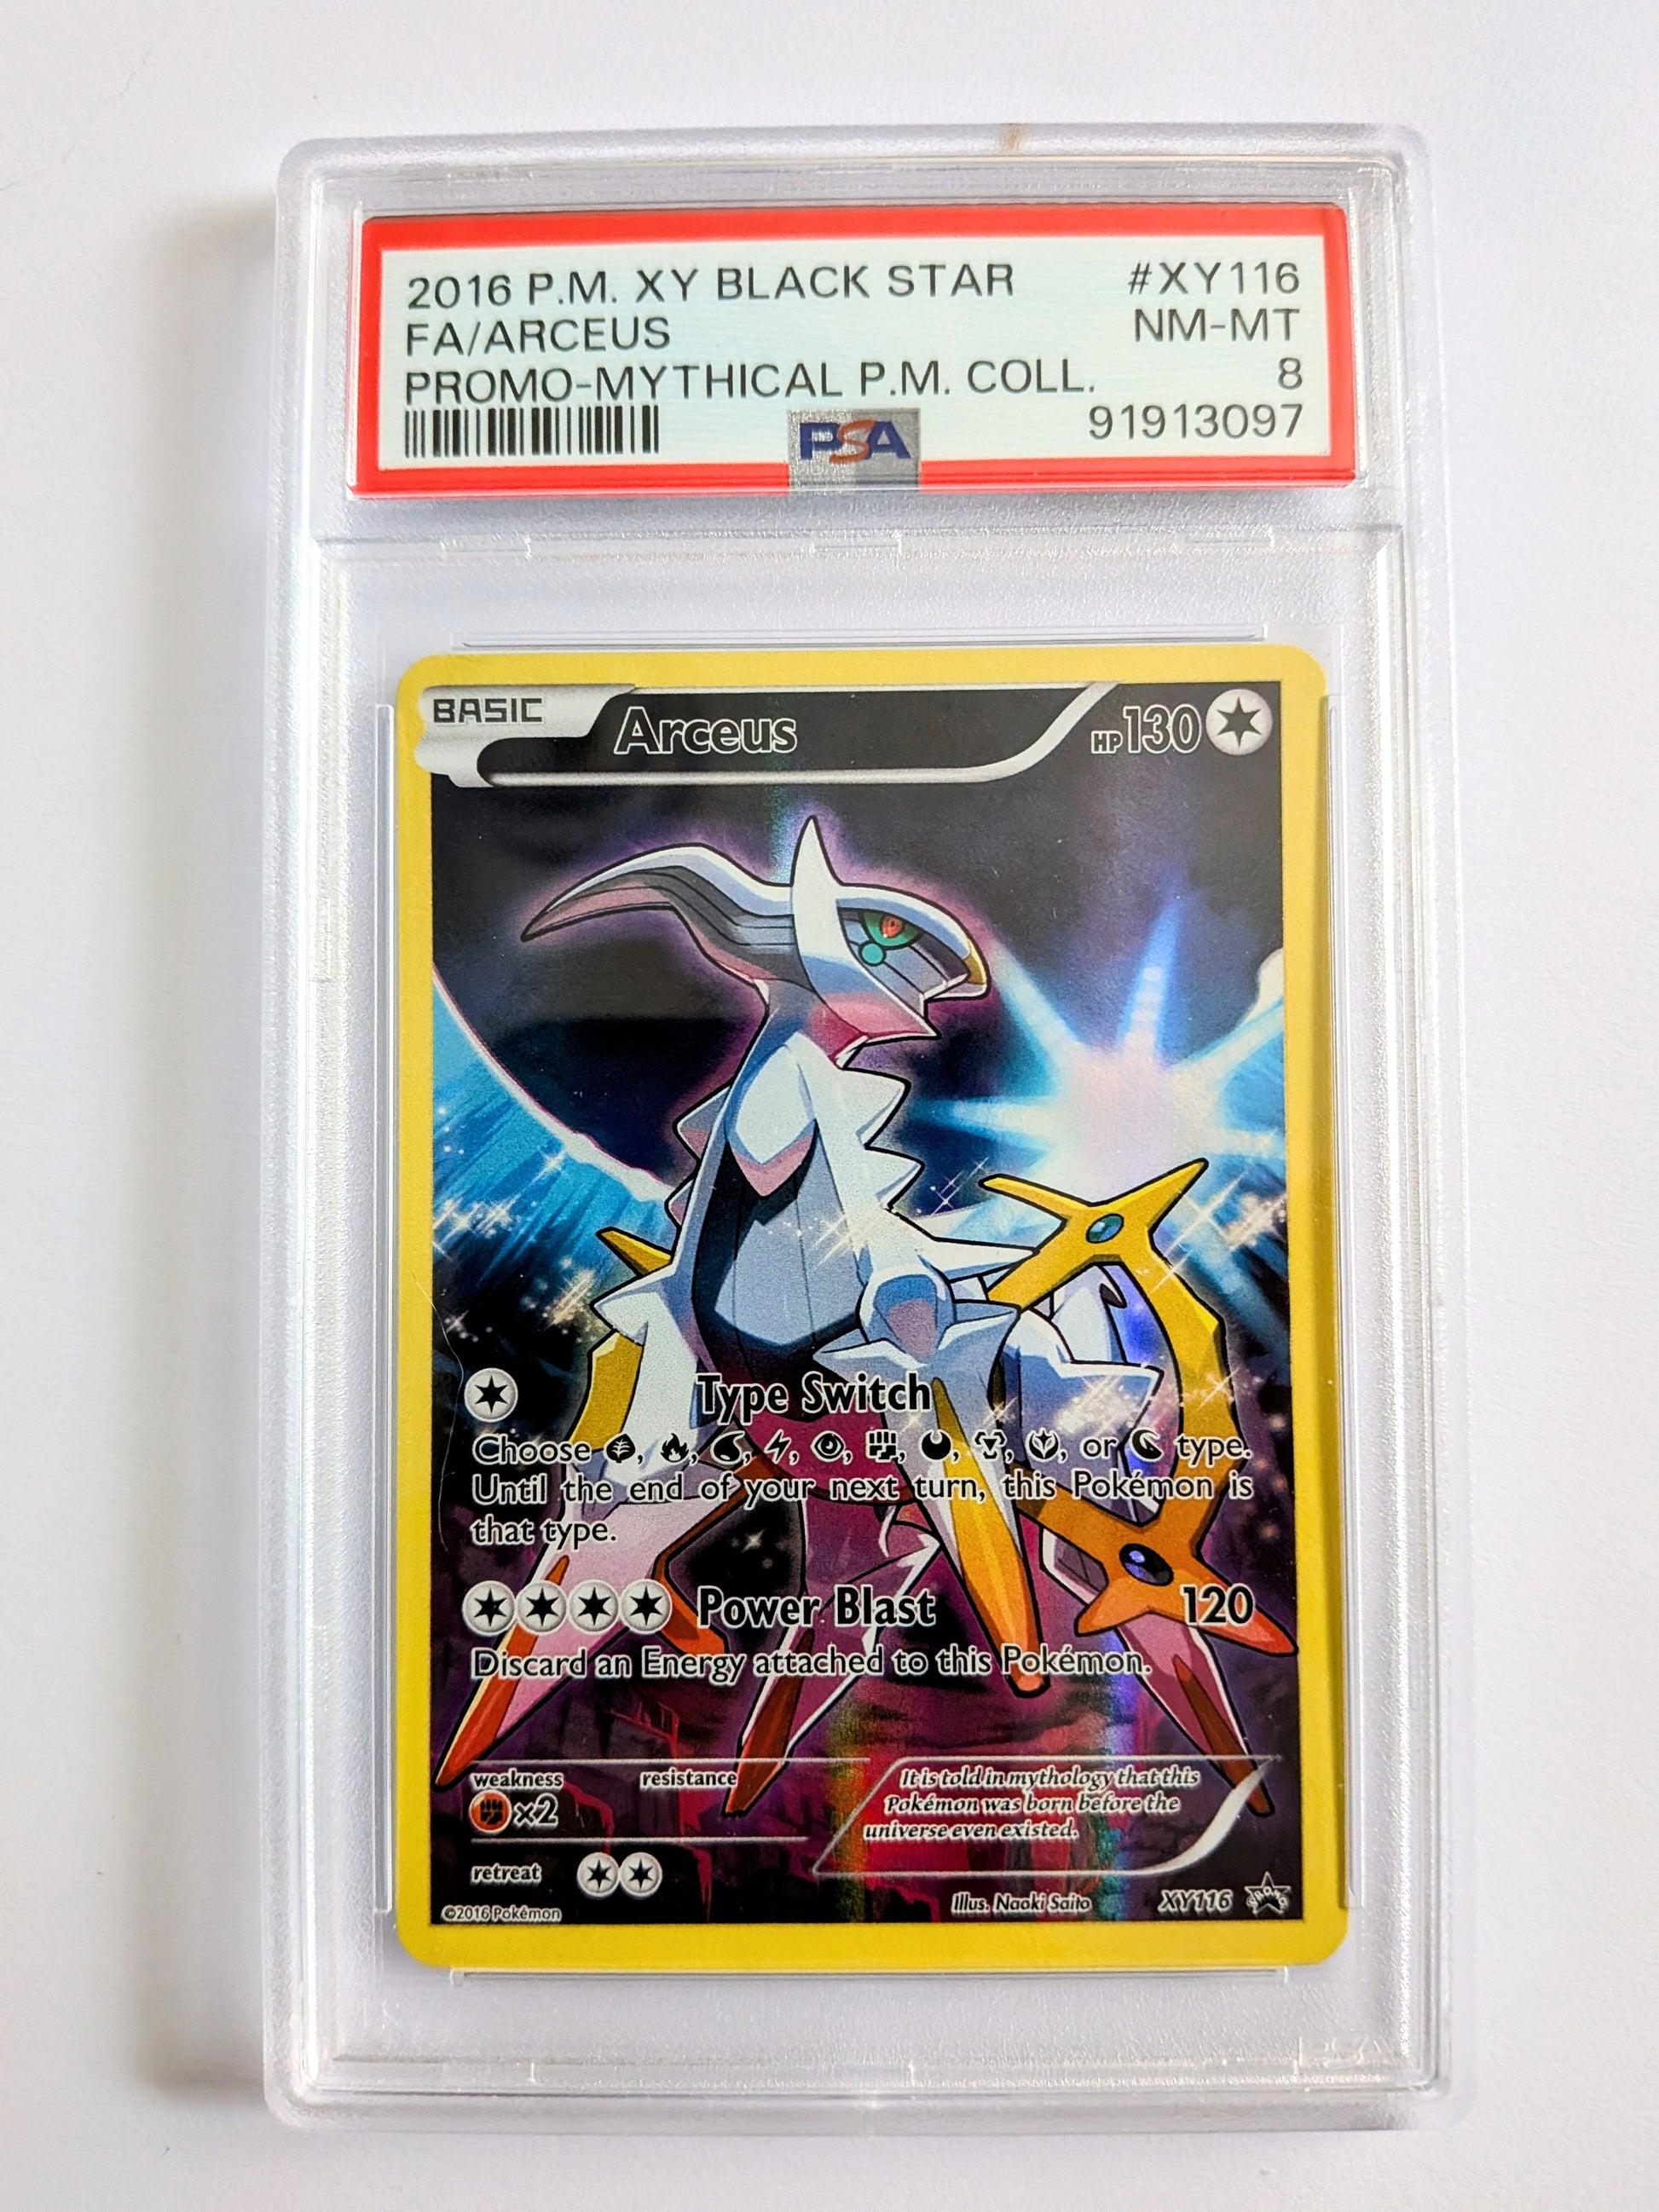 2016 P.M. XY BLACK STAR #XY116
FA/ARCEUS NM-MT
PROMO-MYTHICAL P.M. COLL. 8
PSA 91913097
BASIC Arceus HP130
Type Switch
Choose , , , , , , , , , or type.
Until the end of your next turn, this Pokémon is
that type.
Power Blast 120
Discard an Energy attached to this Pokémon.
weakness resistance
x2
It is told in mythology that this
Pokémon was born before the
universe even existed.
retreat
©2016 Pokémon Illus. Naoki Saito XY116 PROMO
PSA